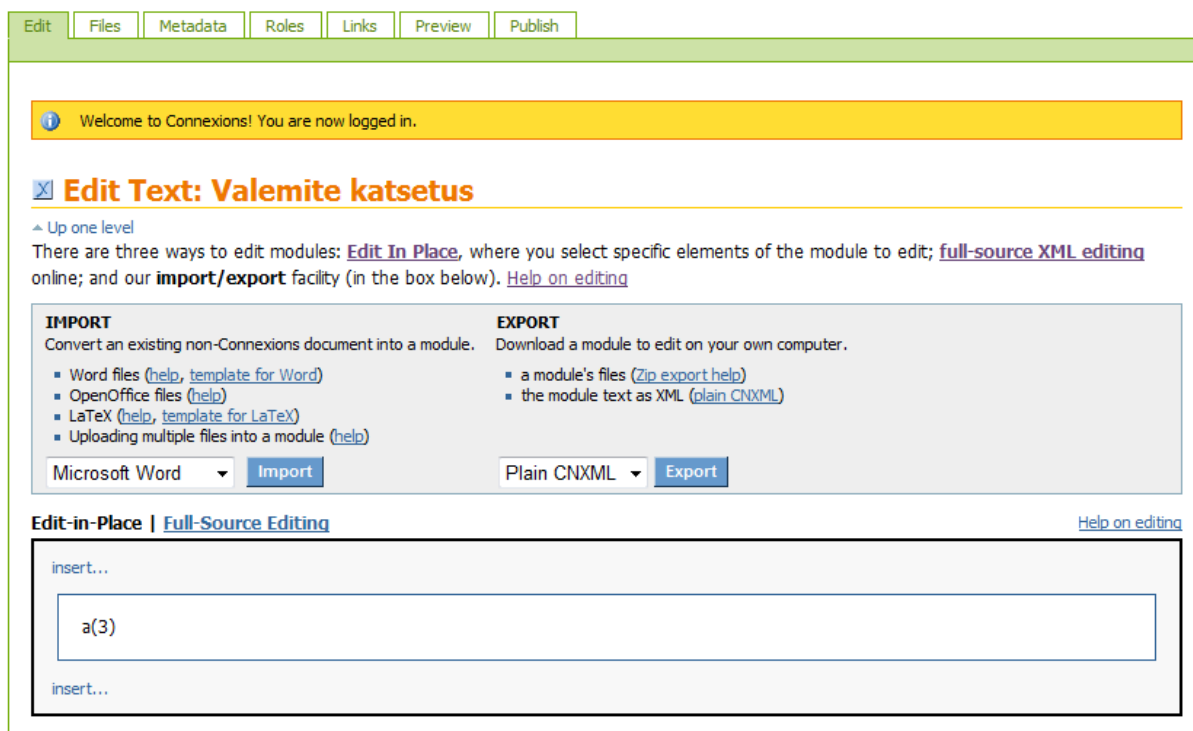 Edit Files Metadata Roles Links Preview Publish
Welcome to Connexions! You are now logged in.
Edit Text: Valemite katsetus
Up one level
There are three ways to edit modules: Edit In Place, where you select specific elements of the module to edit; full-source XML editing
online; and our import/export facility (in the box below). Help on editing
IMPORT
Convert an existing non-Connexions document into a module.
Word files (help, template for Word)
OpenOffice files (help)
LaTeX (help, template for LaTeX)
Uploading multiple files into a module (help)
Microsoft Word Import
EXPORT
Download a module to edit on your own computer.
a module's files (Zip export help)
the module text as XML (plain CNXML)
Plain CNXML Export
Edit-in-Place | Full-Source Editing Help on editing
insert...
a(3)
insert...